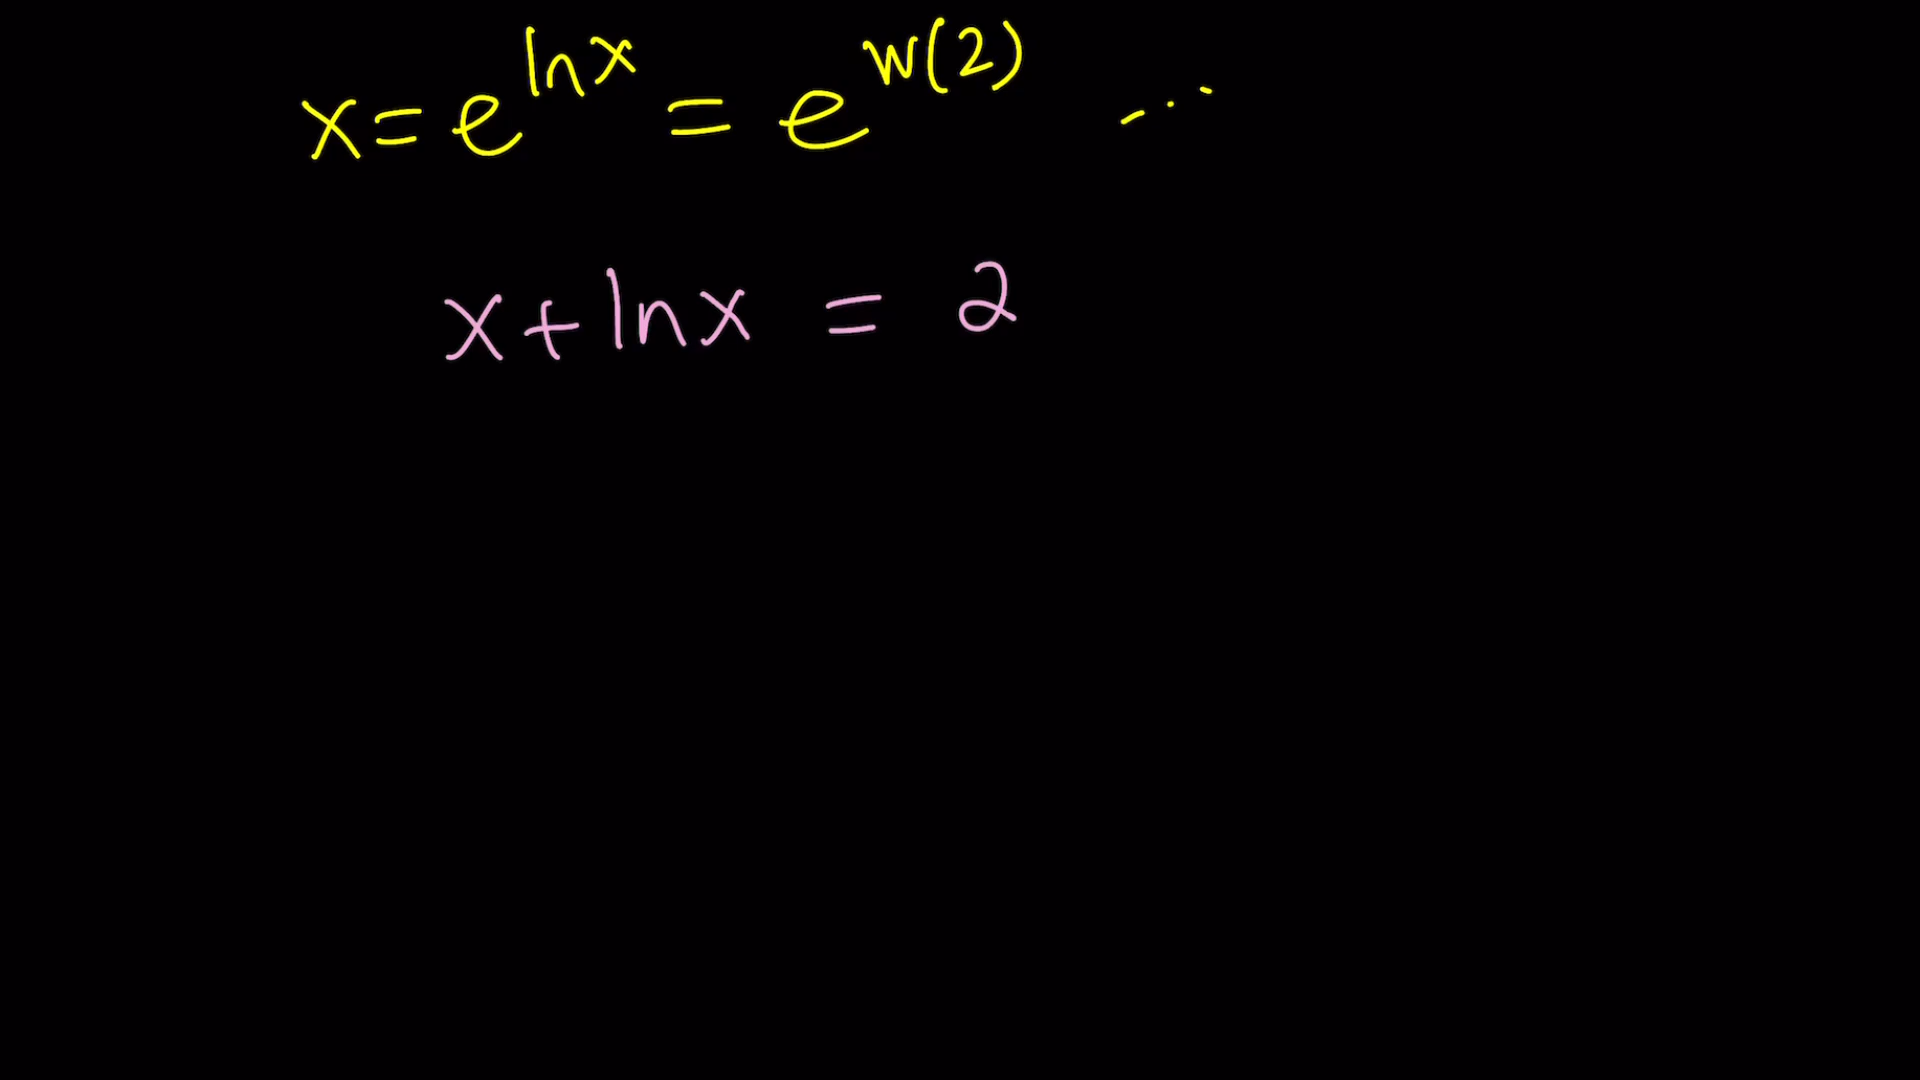 x = e^{ln x} = e^{W(2)} ...
x + ln x = 2